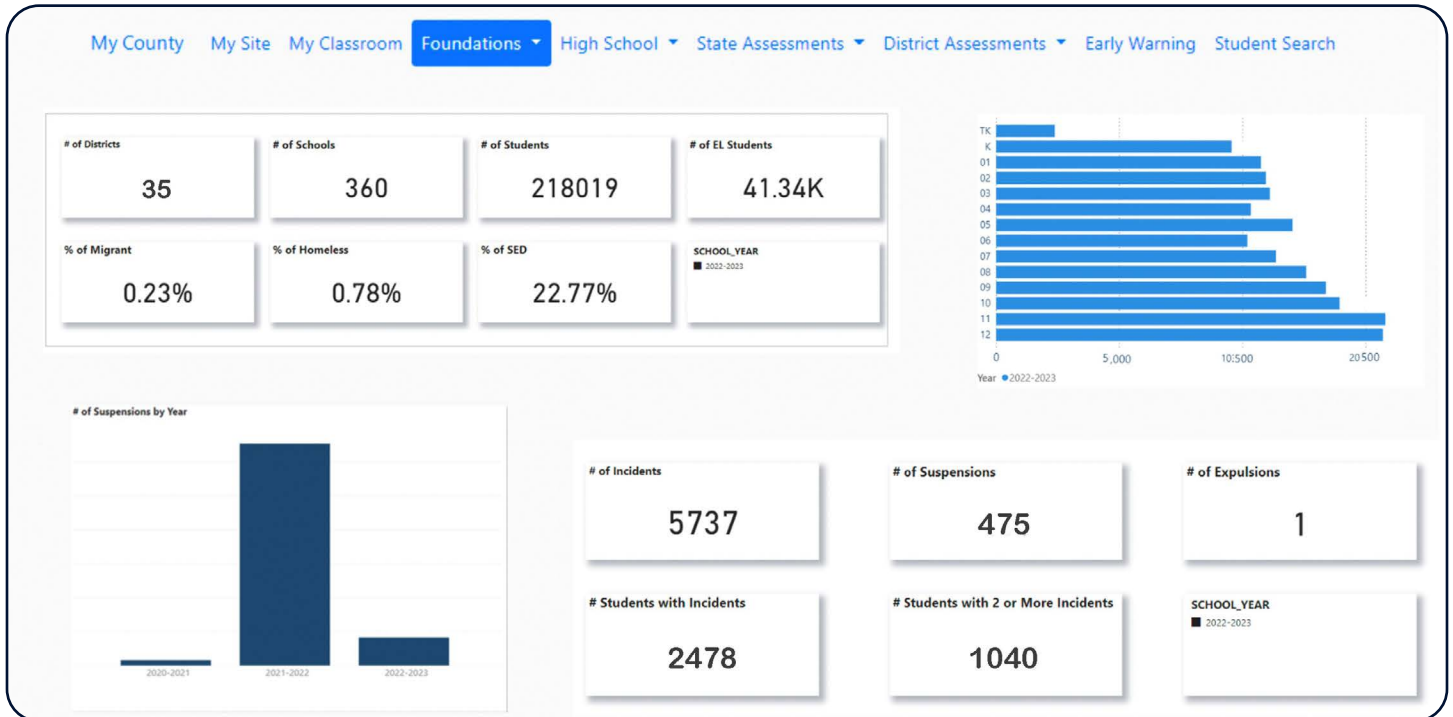 My County My Site My Classroom Foundations High School State Assessments District Assessments Early Warning Student Search
# of Districts
35
# of Schools
360
# of Students
218019
# of EL Students
41.34K
% of Migrant
0.23%
% of Homeless
0.78%
% of SED
22.77%
SCHOOL_YEAR
2022-2023
TK
K
01
02
03
04
05
06
07
08
09
10
11
12
0 5,000 10:500 20500
Year 2022-2023
# of Suspensions by Year
2020-2021 2021-2022 2022-2023
# of Incidents
5737
# of Suspensions
475
# of Expulsions
1
# Students with Incidents
2478
# Students with 2 or More Incidents
1040
SCHOOL_YEAR
2022-2023